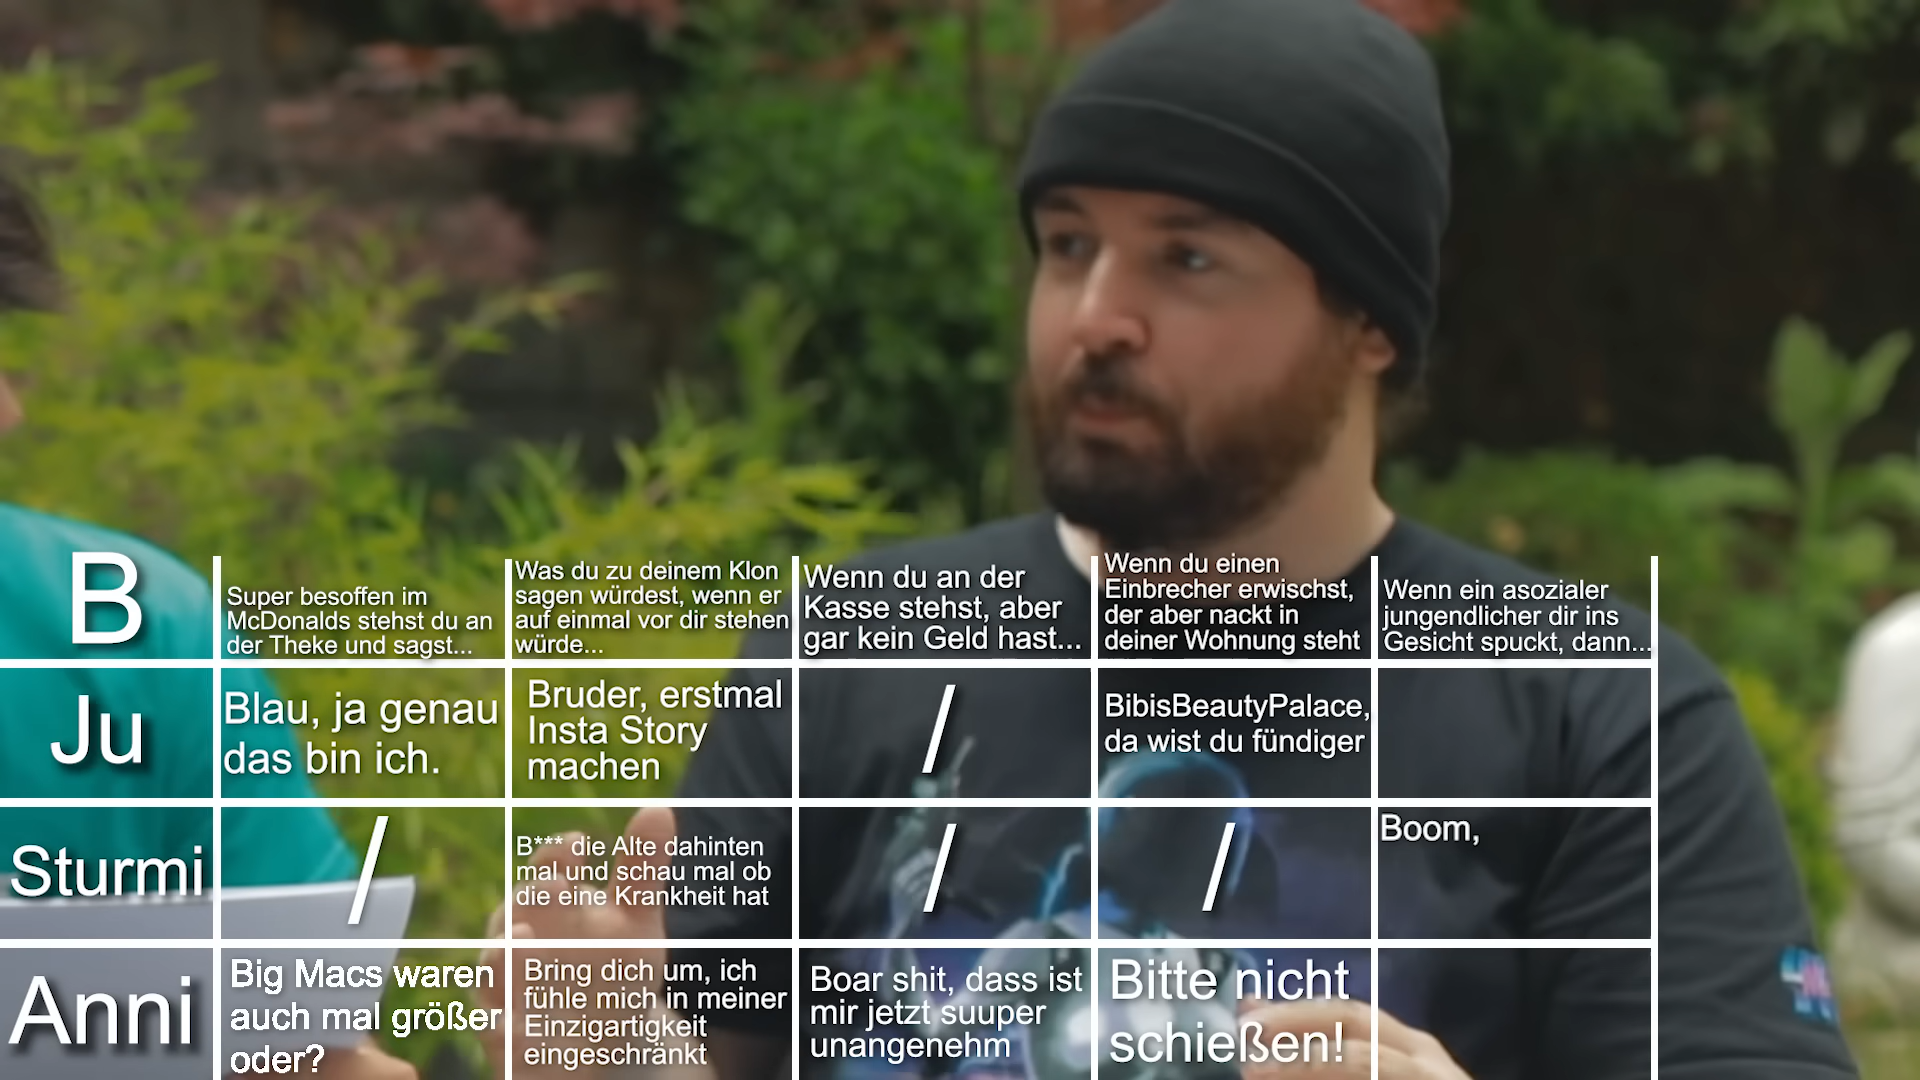 B
Super besoffen im
McDonalds stehst du an
der Theke und sagst...
Was du zu deinem Klon
sagen würdest, wenn er
auf einmal vor dir stehen
würde...
Wenn du an der
Kasse stehst, aber
gar kein Geld hast...
Wenn du einen
Einbrecher erwischst,
der aber nackt in
deiner Wohnung steht
Wenn ein asozialer
jungendlicher dir ins
Gesicht spuckt, dann...
Ju
Blau, ja genau
das bin ich.
Bruder, erstmal
Insta Story
machen
/
BibisBeautyPalace,
da wist du fündiger
Sturmi
/
B*** die Alte dahinten
mal und schau mal ob
die eine Krankheit hat
/
/
Boom,
Anni
Big Macs waren
auch mal größer
oder?
Bring dich um, ich
fühle mich in meiner
Einzigartigkeit
eingeschränkt
Boar shit, dass ist
mir jetzt suuper
unangenehm
Bitte nicht
schießen!